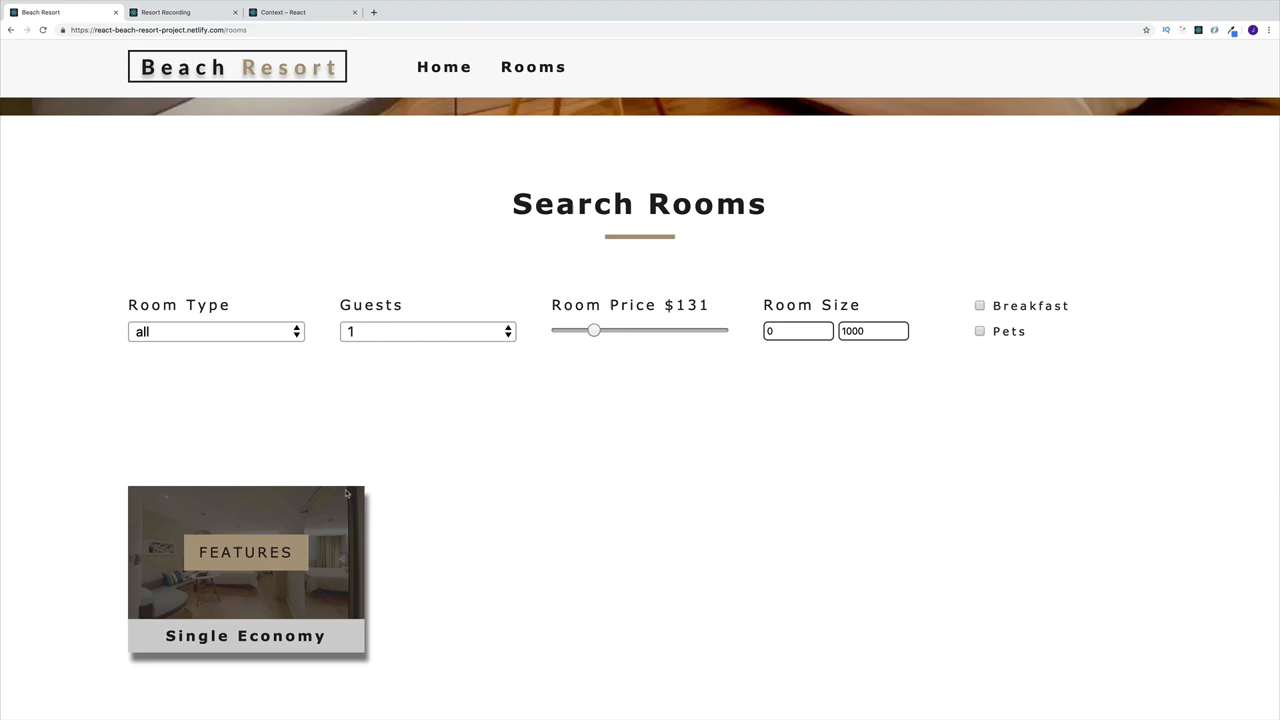 Beach Resort
Resort Recording
Context – React
https://react-beach-resort-project.netlify.com/rooms
IQ
J
Beach Resort
Home
Rooms
Search Rooms
Room Type
Guests
Room Price $131
Room Size
Breakfast
all
1
0
1000
Pets
FEATURES
Single Economy